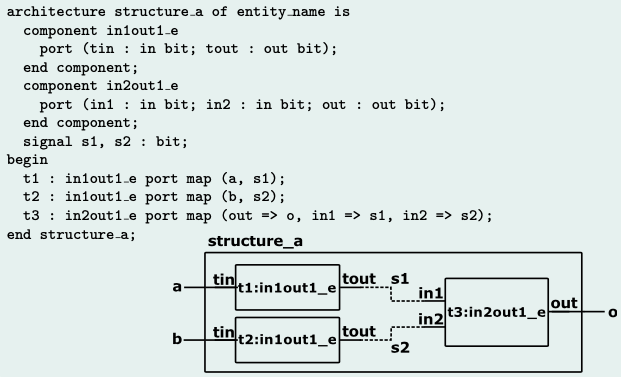 architecture structure_a of entity_name is
component in1out1_e
port (tin : in bit; tout : out bit);
end component;
component in2out1_e
port (in1 : in bit; in2 : in bit; out : out bit);
end component;
signal s1, s2 : bit;
begin
t1 : in1out1_e port map (a, s1);
t2 : in1out1_e port map (b, s2);
t3 : in2out1_e port map (out => o, in1 => s1, in2 => s2);
end structure_a;
structure_a
a tin t1:in1out1_e tout s1
in1
t3:in2out1_e out o
in2
b tin t2:in1out1_e tout s2